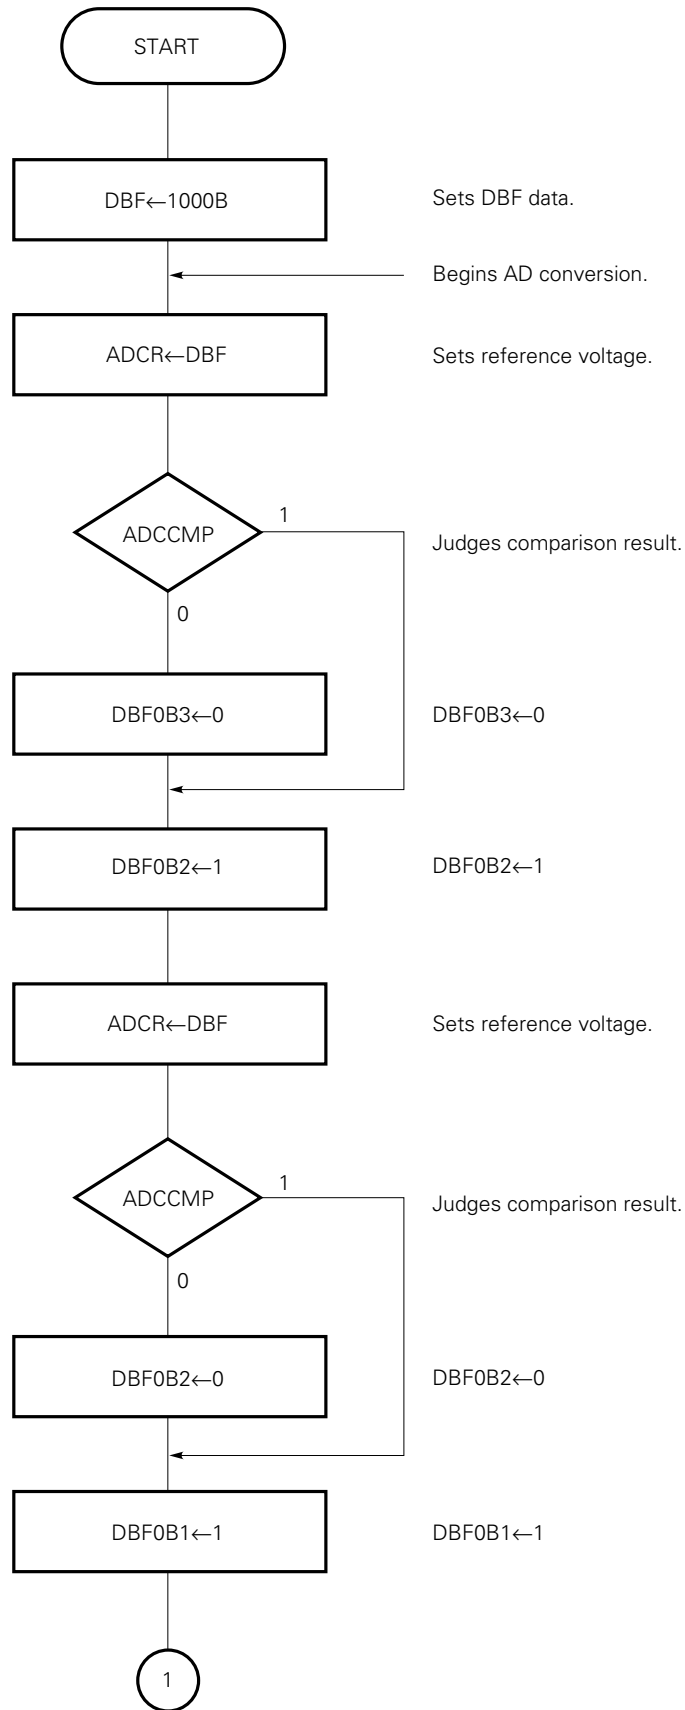 START
DBF←1000B
Sets DBF data.
Begins AD conversion.
ADCR←DBF
Sets reference voltage.
ADCCMP
1
Judges comparison result.
0
DBF0B3←0
DBF0B3←0
DBF0B2←1
DBF0B2←1
ADCR←DBF
Sets reference voltage.
ADCCMP
1
Judges comparison result.
0
DBF0B2←0
DBF0B2←0
DBF0B1←1
DBF0B1←1
1